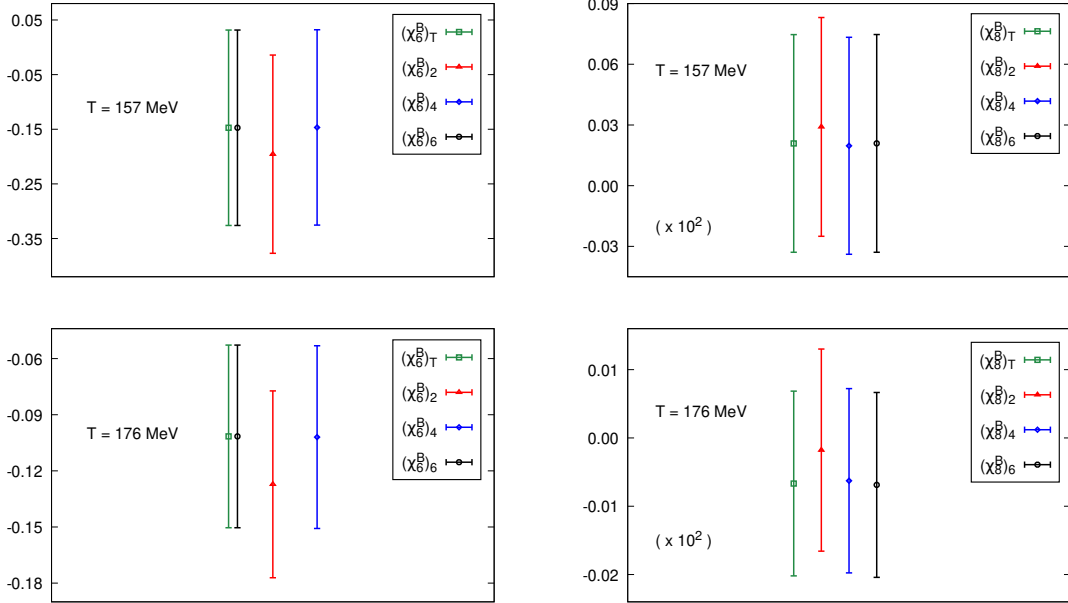 0.05
-0.05
-0.15
-0.25
-0.35
T = 157 MeV
(χ₆ᴮ)T
(χ₆ᴮ)₂
(χ₆ᴮ)₄
(χ₆ᴮ)₆
0.09
0.06
0.03
0.00
-0.03
T = 157 MeV
( x 10²)
(χ₈ᴮ)T
(χ₈ᴮ)₂
(χ₈ᴮ)₄
(χ₈ᴮ)₆
-0.06
-0.09
-0.12
-0.15
-0.18
T = 176 MeV
(χ₆ᴮ)T
(χ₆ᴮ)₂
(χ₆ᴮ)₄
(χ₆ᴮ)₆
0.01
0.00
-0.01
-0.02
T = 176 MeV
( x 10²)
(χ₈ᴮ)T
(χ₈ᴮ)₂
(χ₈ᴮ)₄
(χ₈ᴮ)₆